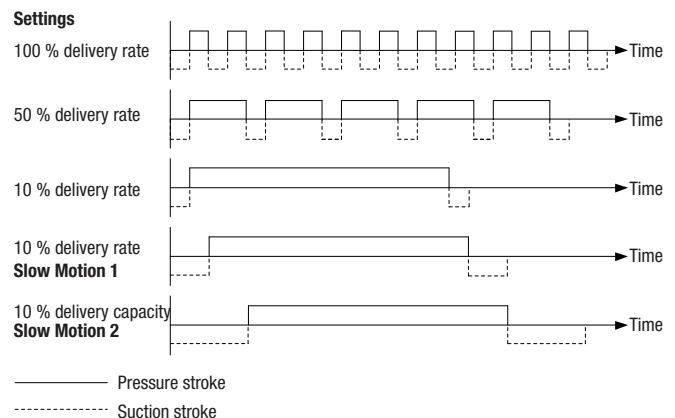 Settings
100 % delivery rate
Time
50 % delivery rate
Time
10 % delivery rate
Time
10 % delivery rate
Slow Motion 1
Time
10 % delivery capacity
Slow Motion 2
Time
Pressure stroke
Suction stroke